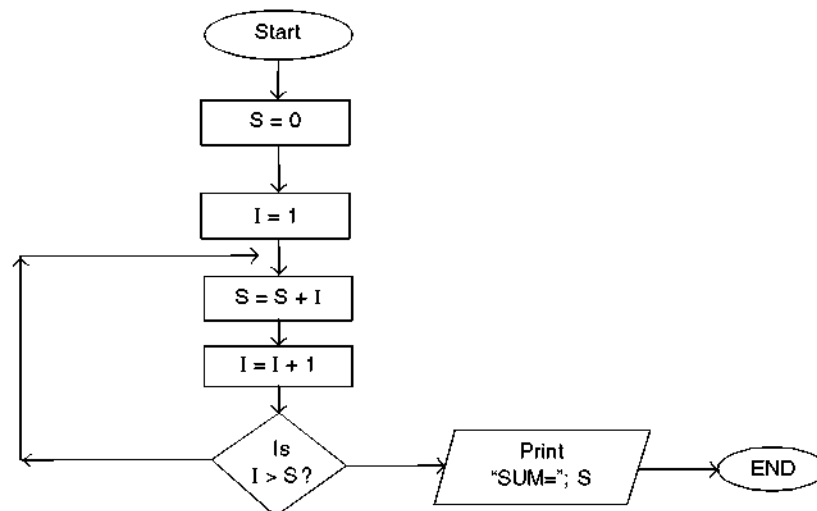 Start
S = 0
I = 1
S = S + I
I = I + 1
Is
I > S?
Print
“SUM=”; S
END